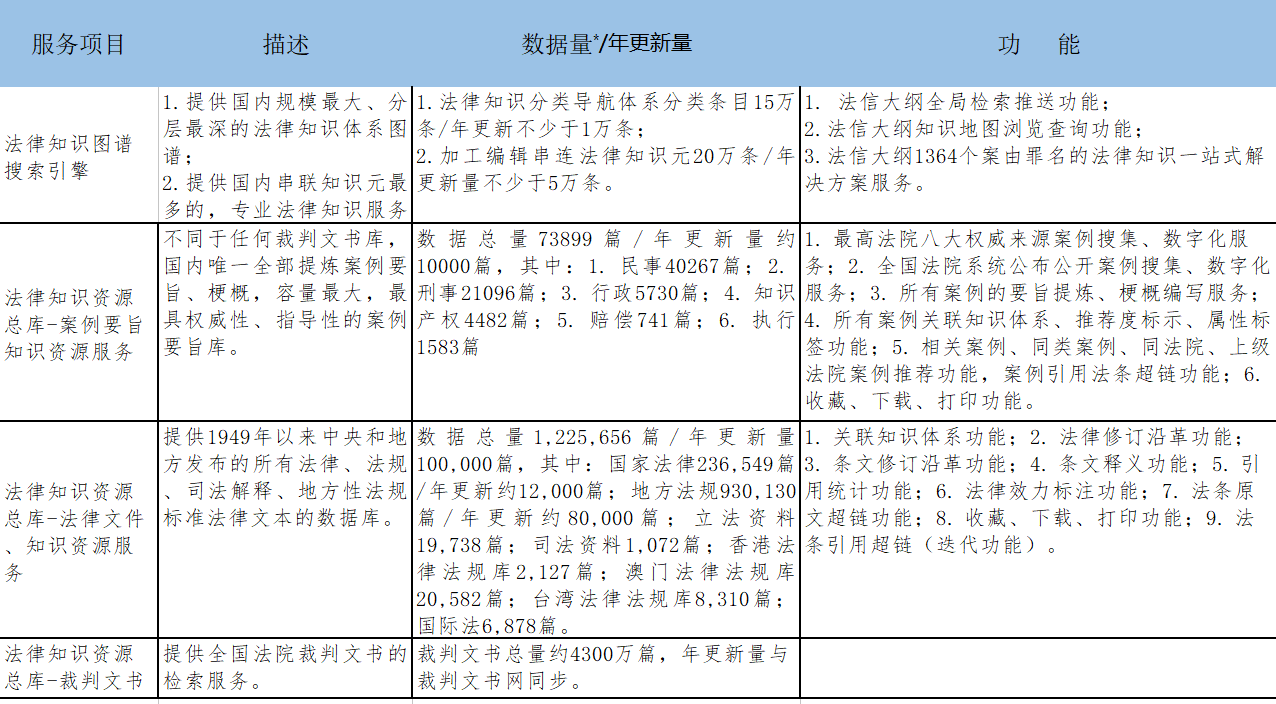 服务项目
描述
数据量*/年更新量
功 能
法律知识图谱
搜索引擎
1.提供国内规模最大、分
层最深的法律知识体系图
谱；
2.提供国内串联知识元最
多的，专业法律知识服务
1.法律知识分类导航体系分类条目15万
条/年更新不少于1万条；
2.加工编辑串连法律知识元20万条/年
更新量不少于5万条。
1. 法信大纲全局检索推送功能；
2.法信大纲知识地图浏览查询功能；
3.法信大纲1364个案由罪名的法律知识一站式解
决方案服务。
法律知识资源
总库-案例要旨
知识资源服务
不同于任何裁判文书库，
国内唯一全部提炼案例要
旨、梗概，容量最大，最
具权威性、指导性的案例
要旨库。
数据总量73899篇/年更新量约
10000篇，其中：1. 民事40267篇；2.
刑事21096篇；3. 行政5730篇；4. 知识
产权4482篇；5. 赔偿741篇；6. 执行
1583篇
1. 最高法院八大权威来源案例搜集、数字化服
务；2. 全国法院系统公布公开案例搜集、数字化
服务；3. 所有案例的要旨提炼、梗概编写服务；
4. 所有案例关联知识体系、推荐度标示、属性标
签功能；5. 相关案例、同类案例、同法院、上级
法院案例推荐功能，案例引用法条超链功能；6.
收藏、下载、打印功能。
法律知识资源
总库-法律文件
、知识资源服
务
提供1949年以来中央和地
方发布的所有法律、法规
、司法解释、地方性法规
标准法律文本的数据库。
数据总量1,225,656篇/年更新量
100,000篇，其中：国家法律236,549篇
/年更新约12,000篇；地方法规930,130
篇/年更新约80,000篇；立法资料
19,738篇；司法资料1,072篇；香港法
律法规库2,127篇；澳门法律法规库
20,582篇；台湾法律法规库8,310篇；
国际法6,878篇。
1. 关联知识体系功能；2. 法律修订沿革功能；
3. 条文修订沿革功能；4. 条文释义功能；5. 引
用统计功能；6. 法律效力标注功能；7. 法条原
文超链功能；8. 收藏、下载、打印功能；9. 法
条引用超链（迭代功能）。
法律知识资源
总库-裁判文书
提供全国法院裁判文书的
检索服务。
裁判文书总量约4300万篇，年更新量与
裁判文书网同步。